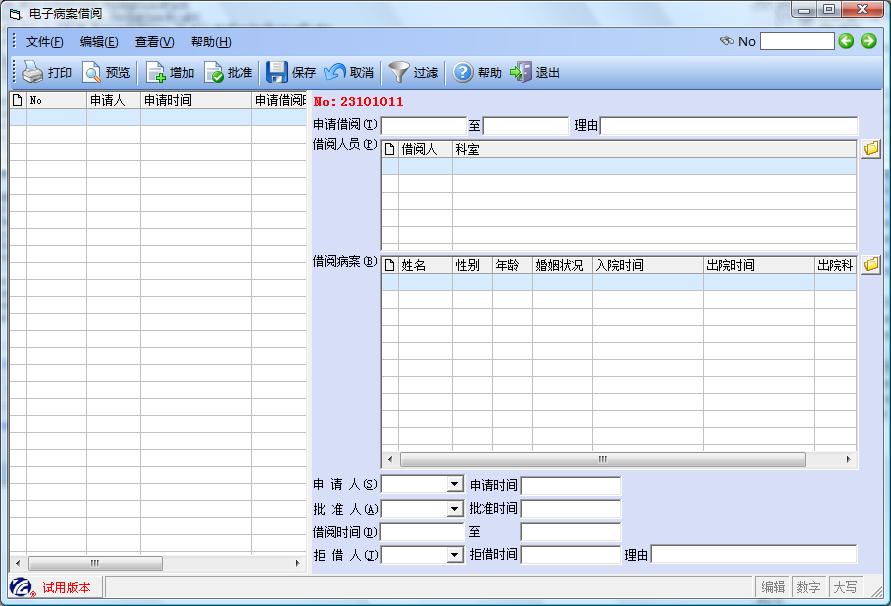 电子病案借阅
文件(F) 编辑(E) 查看(V) 帮助(H) No
打印 预览 增加 批准 保存 取消 过滤 帮助 退出
No 申请人 申请时间 申请借阅时
No: 23101011
申请借阅(T) 至 理由
借阅人员(P)
借阅人 科室
借阅病案(B)
姓名 性别 年龄 婚姻状况 入院时间 出院时间 出院科
申 请 人(S) 申请时间
批 准 人(A) 批准时间
借阅时间(D) 至
拒 借 人(I) 拒借时间 理由
试用版本 编辑 数字 大写